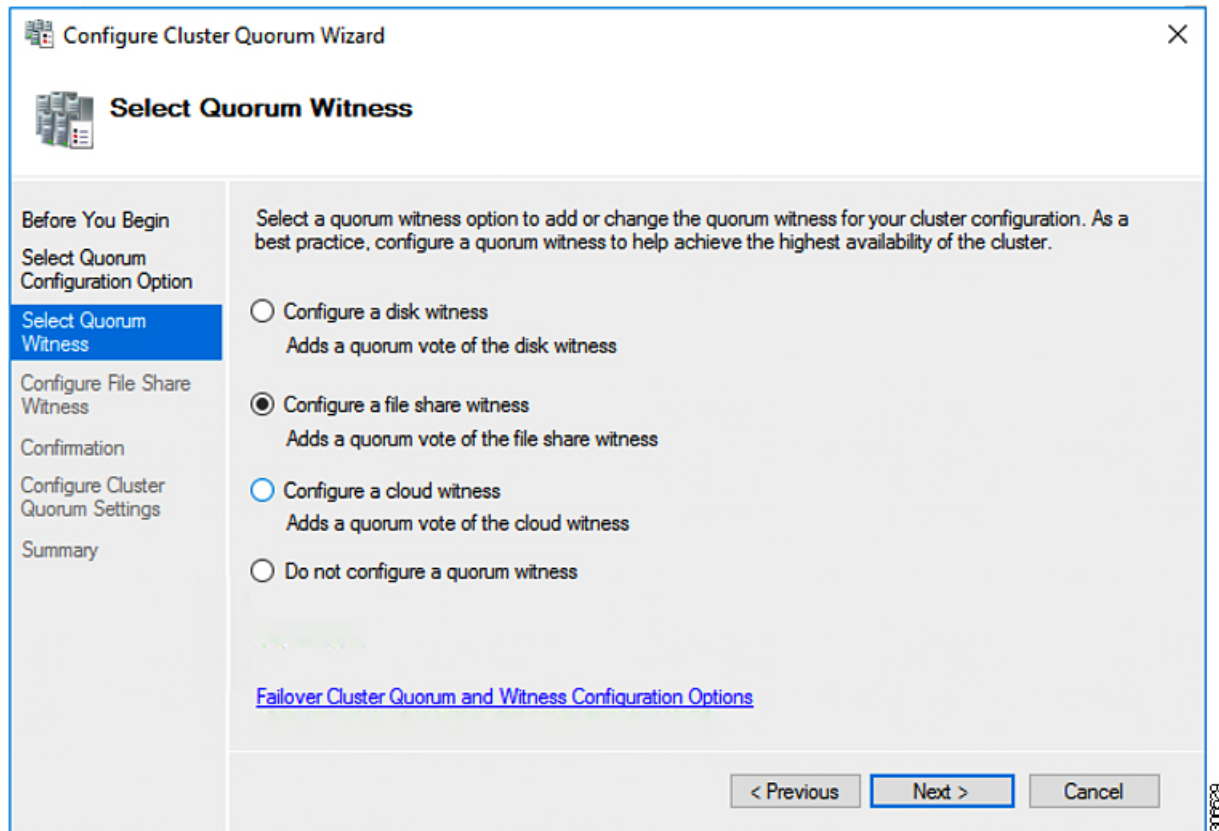 Configure Cluster Quorum Wizard
Select Quorum Witness
Before You Begin
Select Quorum
Configuration Option
Select Quorum
Witness
Configure File Share
Witness
Confirmation
Configure Cluster
Quorum Settings
Summary
Select a quorum witness option to add or change the quorum witness for your cluster configuration. As a
best practice, configure a quorum witness to help achieve the highest availability of the cluster.
Configure a disk witness
Adds a quorum vote of the disk witness
Configure a file share witness
Adds a quorum vote of the file share witness
Configure a cloud witness
Adds a quorum vote of the cloud witness
Do not configure a quorum witness
Failover Cluster Quorum and Witness Configuration Options
< Previous
Next >
Cancel